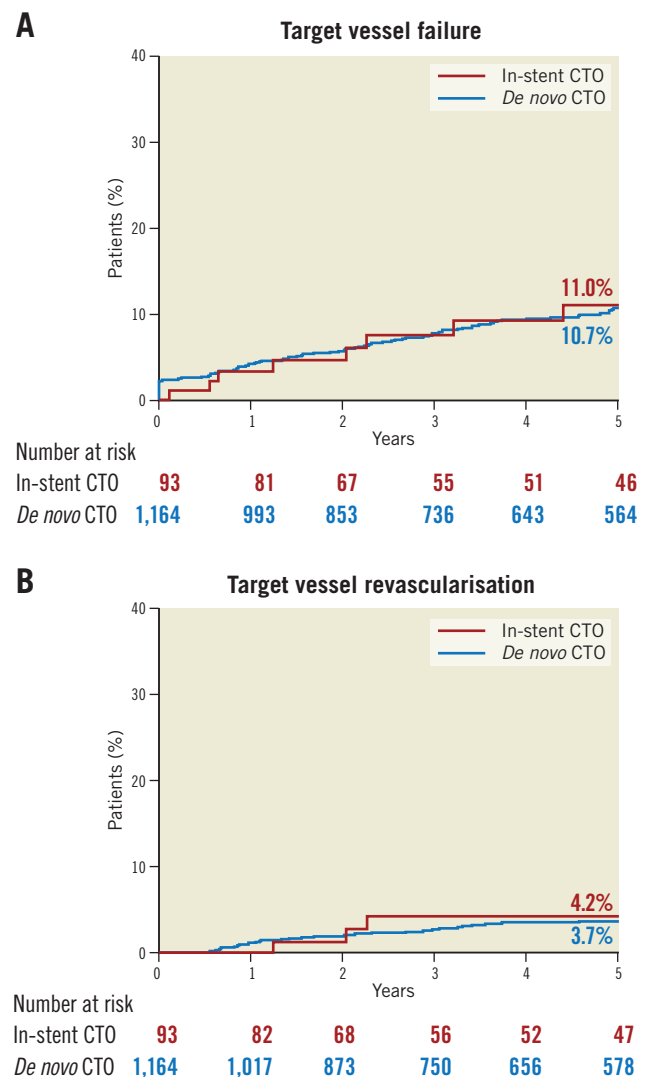 A
Target vessel failure
40
30
20
10
0
Patients (%)
In-stent CTO
De novo CTO
11.0%
10.7%
0 1 2 3 4 5
Years
Number at risk
In-stent CTO 93 81 67 55 51 46
De novo CTO 1,164 993 853 736 643 564
B
Target vessel revascularisation
40
30
20
10
0
Patients (%)
In-stent CTO
De novo CTO
4.2%
3.7%
0 1 2 3 4 5
Years
Number at risk
In-stent CTO 93 82 68 56 52 47
De novo CTO 1,164 1,017 873 750 656 578